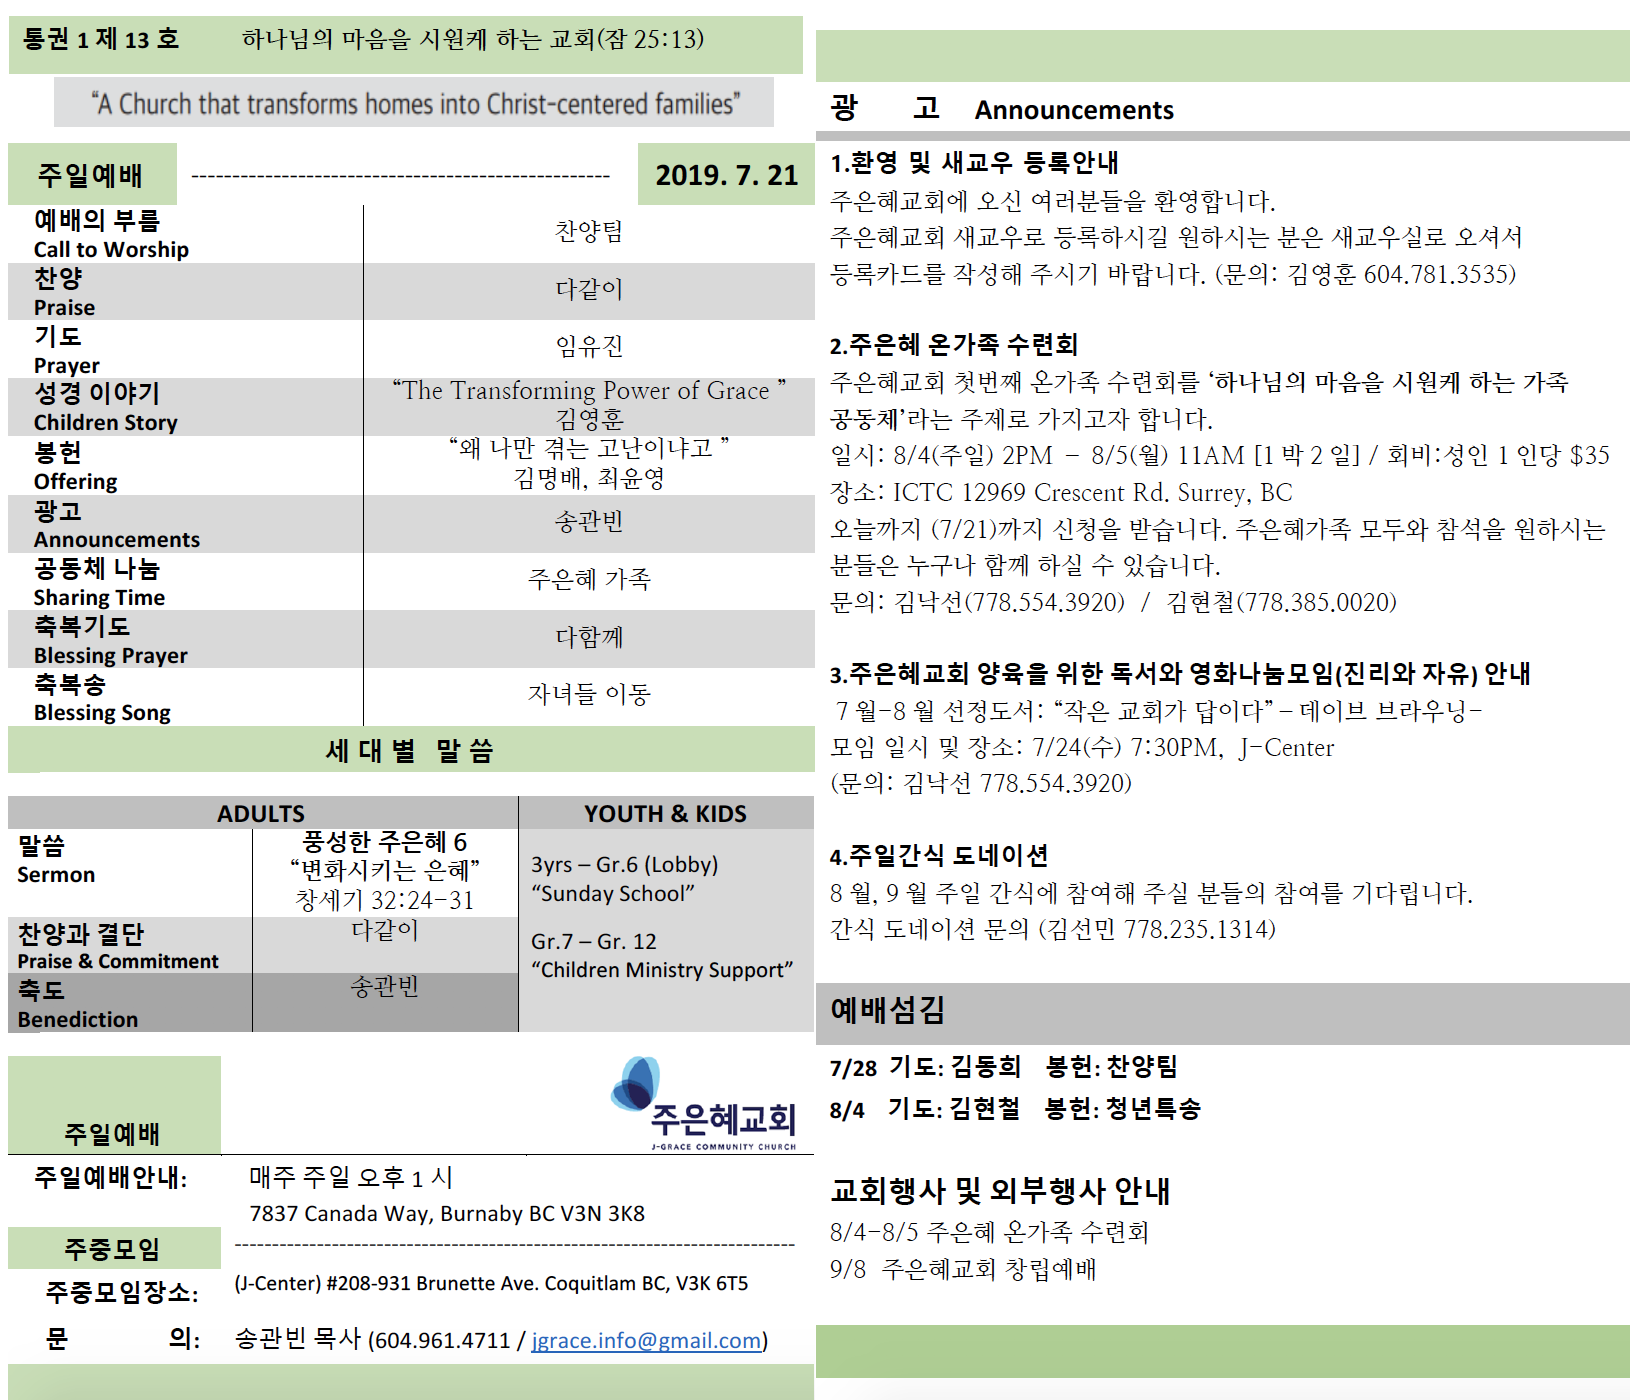 통권 1 제 13 호 하나님의 마음을 시원케 하는 교회(잠 25:13)
“A Church that transforms homes into Christ-centered families”
주일예배 ---------------------------------------------------- 2019. 7. 21
예배의 부름
Call to Worship
찬양팀
찬양
Praise
다같이
기도
Prayer
임유진
성경 이야기
Children Story
“The Transforming Power of Grace ”
김영훈
봉헌
Offering
“왜 나만 겪는 고난이냐고 ”
김명배, 최윤영
광고
Announcements
송관빈
공동체 나눔
Sharing Time
주은혜 가족
축복기도
Blessing Prayer
다함께
축복송
Blessing Song
자녀들 이동
세 대 별 말 씀
ADULTS
말씀
Sermon
풍성한 주은혜 6
“변화시키는 은혜”
창세기 32:24-31
찬양과 결단
Praise & Commitment
다같이
축도
Benediction
송관빈
YOUTH & KIDS
3yrs – Gr.6 (Lobby)
“Sunday School”
Gr.7 – Gr. 12
“Children Ministry Support”
주은혜교회
J-GRACE COMMUNITY CHURCH
주일예배
주일예배안내: 매주 주일 오후 1 시
7837 Canada Way, Burnaby BC V3N 3K8
주중모임 --------------------------------------------------------------------------
주중모임장소: (J-Center) #208-931 Brunette Ave. Coquitlam BC, V3K 6T5
문 의: 송관빈 목사 (604.961.4711 / jgrace.info@gmail.com)
광 고 Announcements
1.환영 및 새교우 등록안내
주은혜교회에 오신 여러분들을 환영합니다.
주은혜교회 새교우로 등록하시길 원하시는 분은 새교우실로 오셔서
등록카드를 작성해 주시기 바랍니다. (문의: 김영훈 604.781.3535)
2.주은혜 온가족 수련회
주은혜교회 첫번째 온가족 수련회를 ‘하나님의 마음을 시원케 하는 가족
공동체’라는 주제로 가지고자 합니다.
일시: 8/4(주일) 2PM - 8/5(월) 11AM [1 박 2 일] / 회비:성인 1 인당 $35
장소: ICTC 12969 Crescent Rd. Surrey, BC
오늘까지 (7/21)까지 신청을 받습니다. 주은혜가족 모두와 참석을 원하시는
분들은 누구나 함께 하실 수 있습니다.
문의: 김낙선(778.554.3920) / 김현철(778.385.0020)
3.주은혜교회 양육을 위한 독서와 영화나눔모임(진리와 자유) 안내
7 월-8 월 선정도서: “작은 교회가 답이다” – 데이브 브라우닝-
모임 일시 및 장소: 7/24(수) 7:30PM, J-Center
(문의: 김낙선 778.554.3920)
4.주일간식 도네이션
8 월, 9 월 주일 간식에 참여해 주실 분들의 참여를 기다립니다.
간식 도네이션 문의 (김선민 778.235.1314)
예배섬김
7/28 기도: 김동희 봉헌: 찬양팀
8/4 기도: 김현철 봉헌: 청년특송
교회행사 및 외부행사 안내
8/4-8/5 주은혜 온가족 수련회
9/8 주은혜교회 창립예배